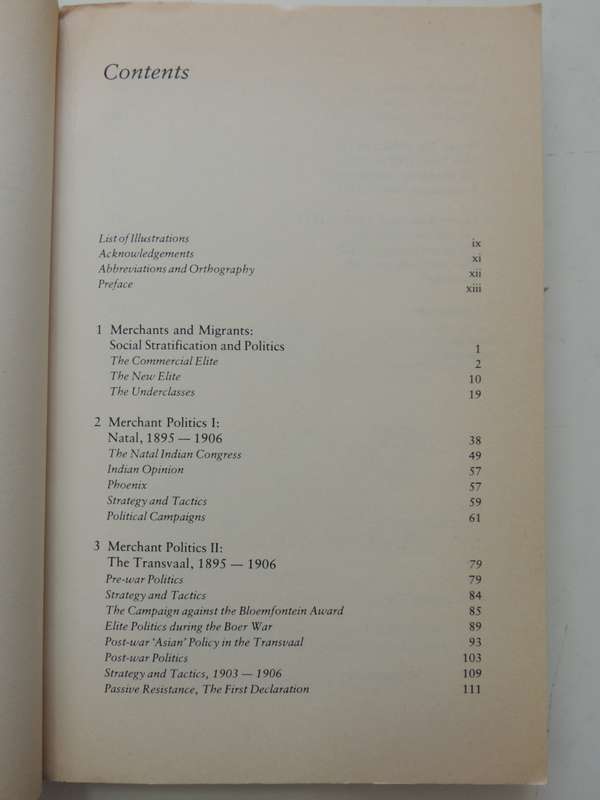 Contents
List of Illustrations ix
Acknowledgements xi
Abbreviations and Orthography xii
Preface xiii
1 Merchants and Migrants:
Social Stratification and Politics 1
The Commercial Elite 2
The New Elite 10
The Underclasses 19
2 Merchant Politics I:
Natal, 1895 — 1906 38
The Natal Indian Congress 49
Indian Opinion 57
Phoenix 57
Strategy and Tactics 59
Political Campaigns 61
3 Merchant Politics II:
The Transvaal, 1895 — 1906 79
Pre-war Politics 79
Strategy and Tactics 84
The Campaign against the Bloemfontein Award 85
Elite Politics during the Boer War 89
Post-war ‘Asian’ Policy in the Transvaal 93
Post-war Politics 103
Strategy and Tactics, 1903 — 1906 109
Passive Resistance, The First Declaration 111